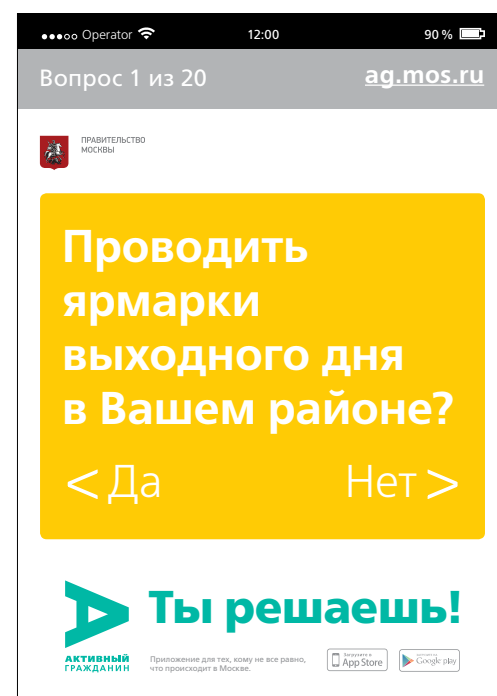 Operator 12:00 90 %
Вопрос 1 из 20 ag.mos.ru
ПРАВИТЕЛЬСТВО
МОСКВЫ
Проводить
ярмарки
выходного дня
в Вашем районе?
< Да Нет >
Ты решаешь!
АКТИВНЫЙ
ГРАЖДАНИН
Приложение для тех, кому не все равно,
что происходит в Москве.
Загрузите в
App Store
Google play